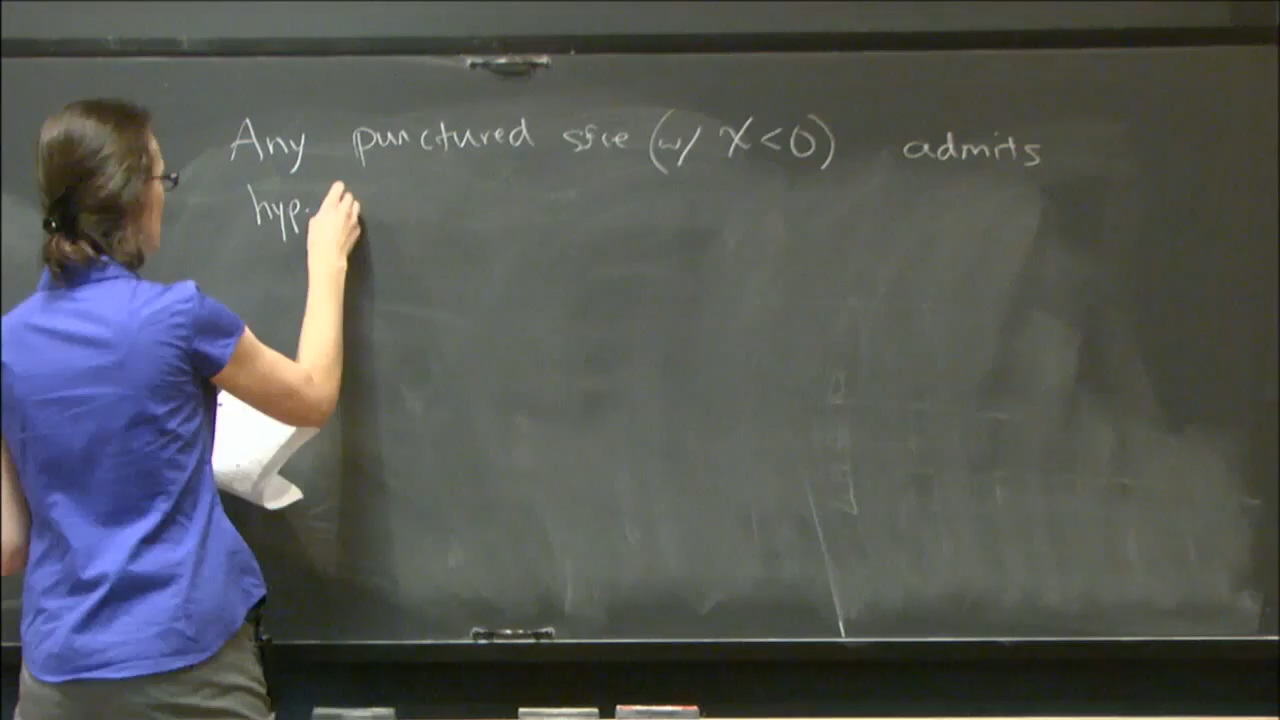 Any punctured sfce (w/ χ<0) admits
hyp.